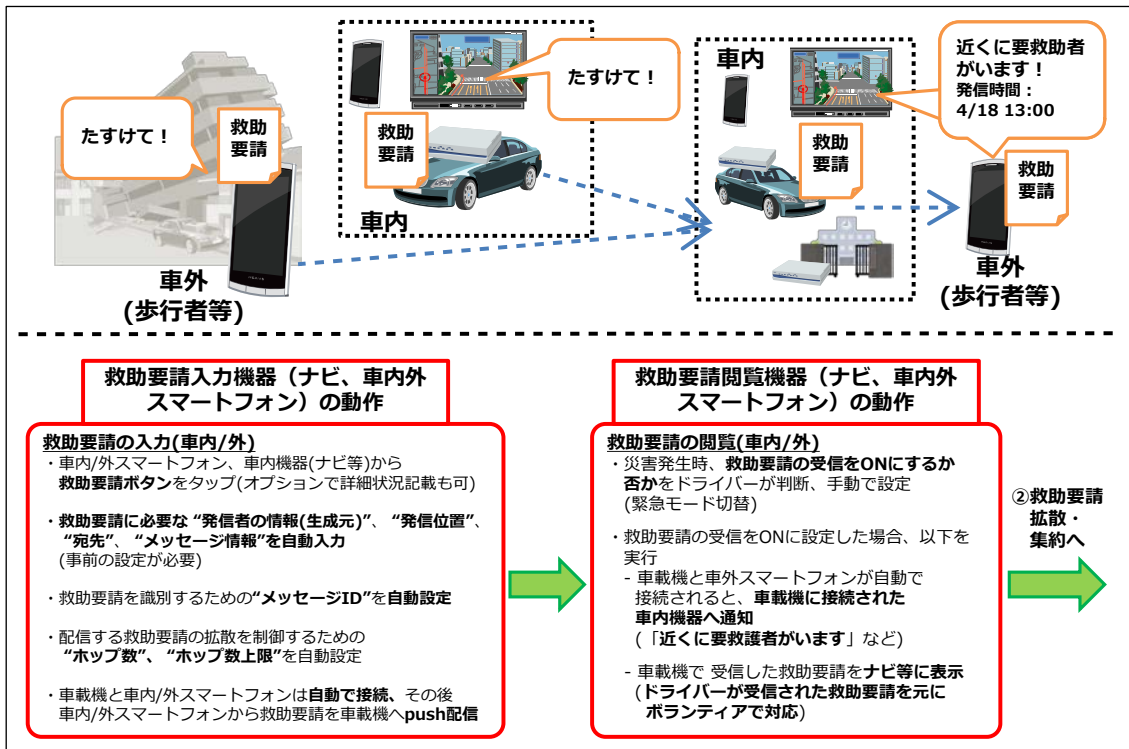 たすけて！
救助
要請
車外
(歩行者等)
車内
たすけて！
救助
要請
車内
救助
要請
近くに要救助者
がいます！
発信時間：
4/18 13:00
救助
要請
車外
(歩行者等)
救助要請入力機器（ナビ、車内外
スマートフォン）の動作
救助要請の入力(車内/外)
・車内/外スマートフォン、車内機器(ナビ等)から
救助要請ボタンをタップ(オプションで詳細状況記載も可)
・救助要請に必要な “発信者の情報(生成元)”、 “発信位置”、
“宛先”、 “メッセージ情報”を自動入力
(事前の設定が必要)
・救助要請を識別するための“メッセージID”を自動設定
・配信する救助要請の拡散を制御するための
“ホップ数”、 “ホップ数上限”を自動設定
・車載機と車内/外スマートフォンは自動で接続、その後
車内/外スマートフォンから救助要請を車載機へpush配信
救助要請閲覧機器（ナビ、車内外
スマートフォン）の動作
救助要請の閲覧(車内/外)
・災害発生時、救助要請の受信をONにするか
否かをドライバーが判断、手動で設定
(緊急モード切替)
・救助要請の受信をONに設定した場合、以下を
実行
- 車載機と車外スマートフォンが自動で
接続されると、車載機に接続された
車内機器へ通知
(「近くに要救護者がいます」など)
- 車載機で 受信した救助要請をナビ等に表示
(ドライバーが受信された救助要請を元に
ボランティアで対応)
②救助要請
拡散・
集約へ